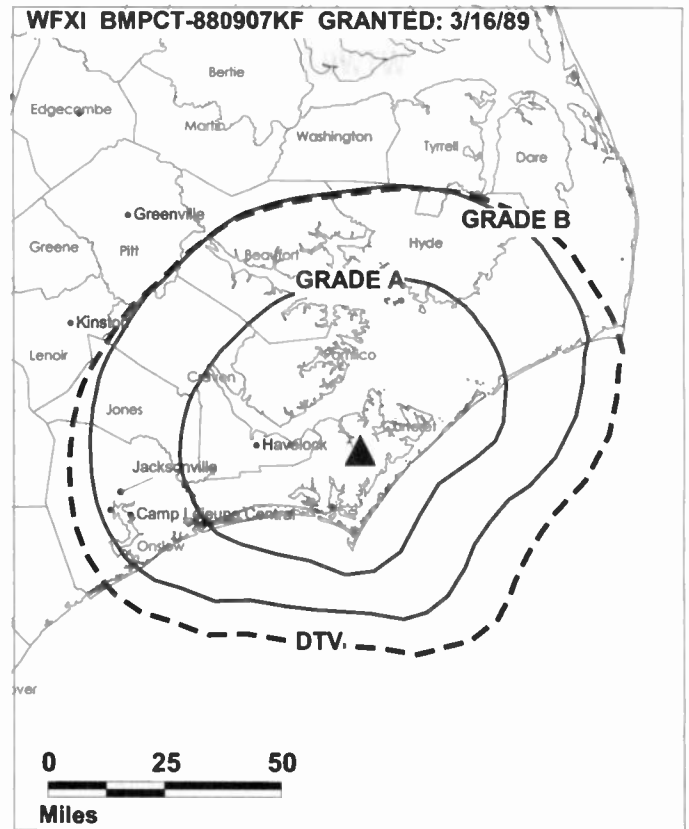 WFXI BMPCT-880907KF GRANTED: 3/16/89
Bertie
Edgecombe
Martin
Washington
Tyrrell
Dare
Greenville
GRADE B
Greene
Pitt
Beaufort
Hyde
GRADE A
Kinston
Lenoir
Pamlico
Craven
Jones
Carteret
Havelock
Jacksonville
Camp Lejeune Central
Onslow
DTV
over
0 25 50
Miles